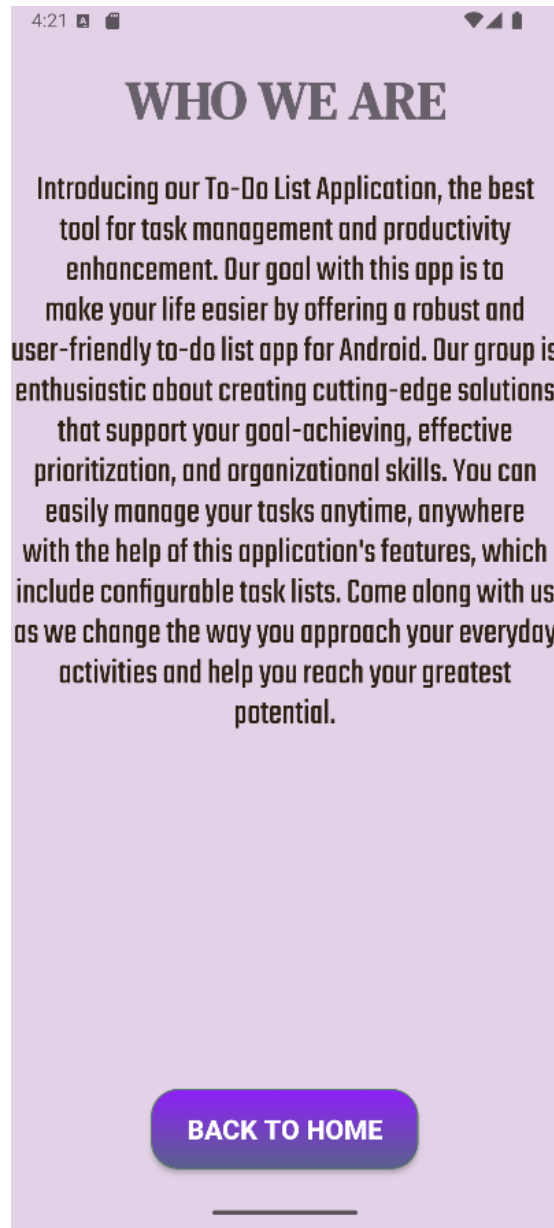 4:21
WHO WE ARE
Introducing our To-Do List Application, the best
tool for task management and productivity
enhancement. Our goal with this app is to
make your life easier by offering a robust and
user-friendly to-do list app for Android. Our group is
enthusiastic about creating cutting-edge solutions
that support your goal-achieving, effective
prioritization, and organizational skills. You can
easily manage your tasks anytime, anywhere
with the help of this application's features, which
include configurable task lists. Come along with us
as we change the way you approach your everyday
activities and help you reach your greatest
potential.
BACK TO HOME